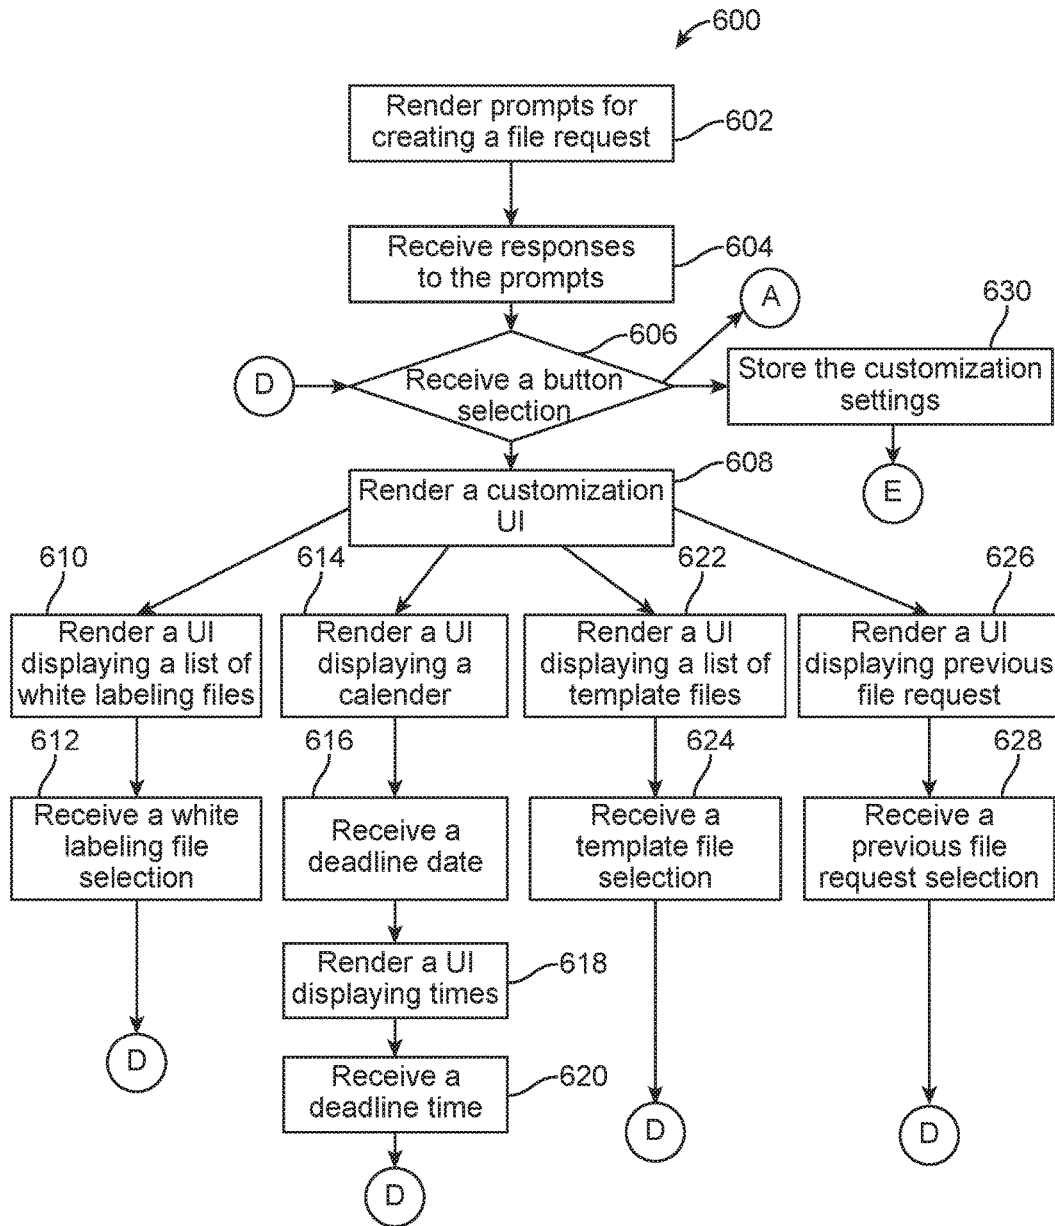 600
Render prompts for
creating a file request
602
Receive responses
to the prompts
604
A
630
606
D
Receive a button
selection
Store the customization
settings
E
608
Render a customization
UI
610
614
622
626
Render a UI
displaying a list of
white labeling files
Render a UI
displaying a
calender
Render a UI
displaying a list of
template files
Render a UI
displaying previous
file request
612
616
624
628
Receive a white
labeling file
selection
Receive a
deadline date
Receive a
template file
selection
Receive a
previous file
request selection
Render a UI
displaying times
618
D
Receive a
deadline time
620
D
D
D